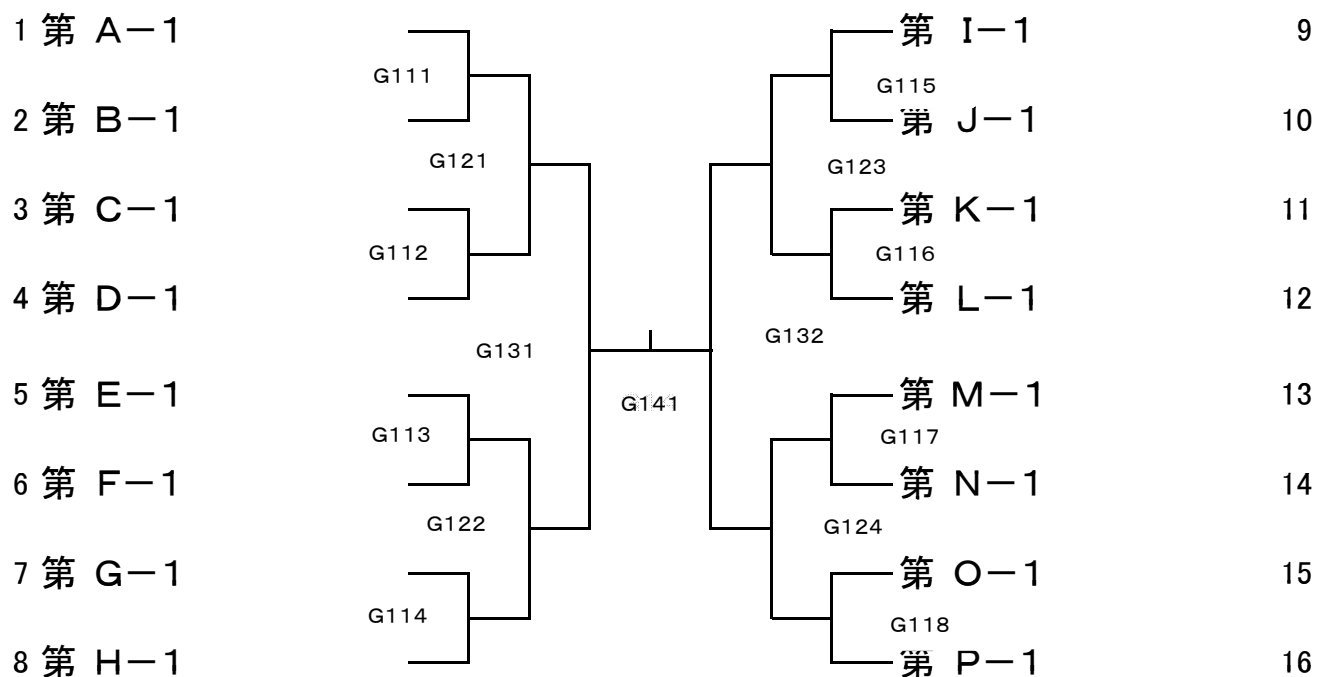 1 第 A－1
第 I－1 9
G111
G115
2 第 B－1
第 J－1 10
G121
G123
3 第 C－1
第 K－1 11
G112
G116
4 第 D－1
第 L－1 12
G131
G132
5 第 E－1
第 M－1 13
G141
G113
G117
6 第 F－1
第 N－1 14
G122
G124
7 第 G－1
第 O－1 15
G114
G118
8 第 H－1
第 P－1 16